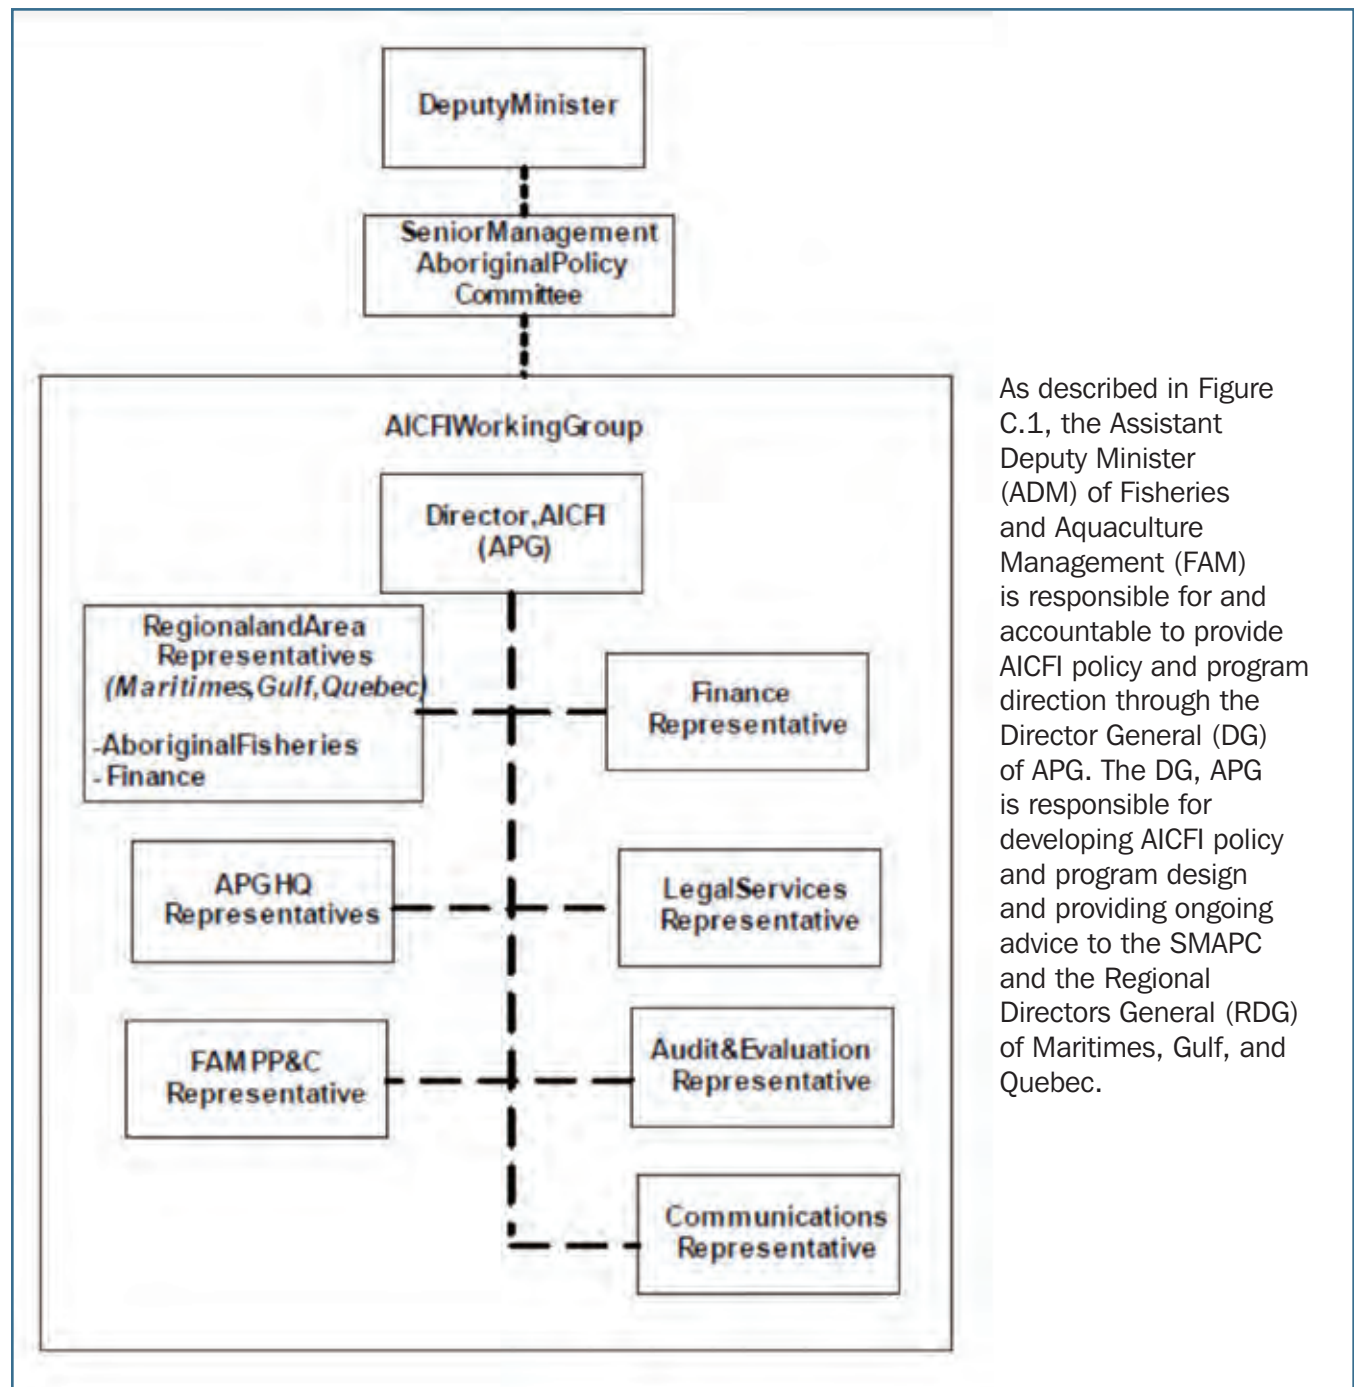 DeputyMinister
SeniorManagement
AboriginalPolicy
Committee
AICFIWorkingGroup
Director,AICFI
(APG)
RegionalandArea
Representatives
(Maritimes,Gulf,Quebec)
-AboriginalFisheries
-Finance
Finance
Representative
APGHQ
Representatives
LegalServices
Representative
FAMPP&C
Representative
Audit&Evaluation
Representative
Communications
Representative
As described in Figure
C.1, the Assistant
Deputy Minister
(ADM) of Fisheries
and Aquaculture
Management (FAM)
is responsible for and
accountable to provide
AICFI policy and program
direction through the
Director General (DG)
of APG. The DG, APG
is responsible for
developing AICFI policy
and program design
and providing ongoing
advice to the SMAPC
and the Regional
Directors General (RDG)
of Maritimes, Gulf, and
Quebec.